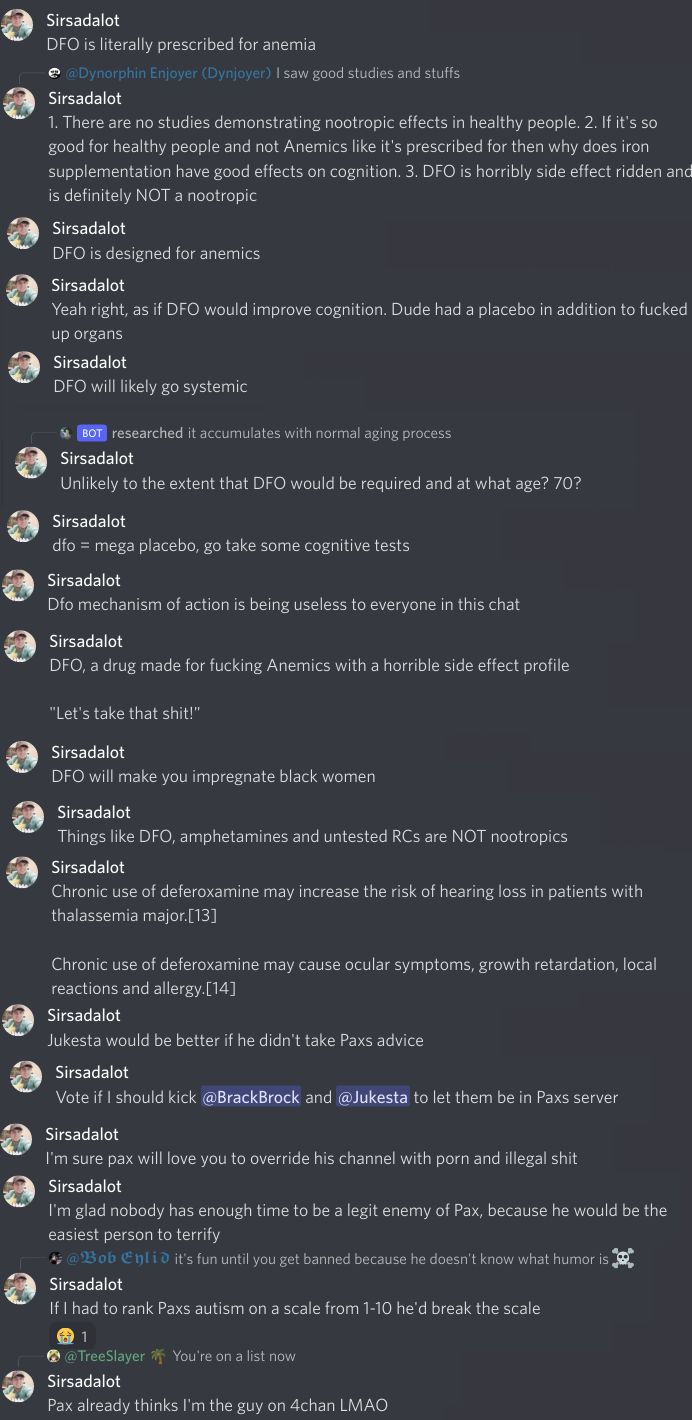 Sirsadalot
DFO is literally prescribed for anemia
@Dynorphin Enjoyer (Dynjoyer) I saw good studies and stuffs
Sirsadalot
1. There are no studies demonstrating nootropic effects in healthy people. 2. If it's so
good for healthy people and not Anemics like it's prescribed for then why does iron
supplementation have good effects on cognition. 3. DFO is horribly side effect ridden and
is definitely NOT a nootropic
Sirsadalot
DFO is designed for anemics
Sirsadalot
Yeah right, as if DFO would improve cognition. Dude had a placebo in addition to fucked
up organs
Sirsadalot
DFO will likely go systemic
BOT researched it accumulates with normal aging process
Sirsadalot
Unlikely to the extent that DFO would be required and at what age? 70?
Sirsadalot
dfo = mega placebo, go take some cognitive tests
Sirsadalot
Dfo mechanism of action is being useless to everyone in this chat
Sirsadalot
DFO, a drug made for fucking Anemics with a horrible side effect profile
"Let's take that shit!"
Sirsadalot
DFO will make you impregnate black women
Sirsadalot
Things like DFO, amphetamines and untested RCs are NOT nootropics
Sirsadalot
Chronic use of deferoxamine may increase the risk of hearing loss in patients with
thalassemia major.[13]
Chronic use of deferoxamine may cause ocular symptoms, growth retardation, local
reactions and allergy.[14]
Sirsadalot
Jukesta would be better if he didn't take Paxs advice
Sirsadalot
Vote if I should kick @BrackBrock and @Jukesta to let them be in Paxs server
Sirsadalot
I'm sure pax will love you to override his channel with porn and illegal shit
Sirsadalot
I'm glad nobody has enough time to be a legit enemy of Pax, because he would be the
easiest person to terrify
@𝕭𝖔𝖇 𝕰𝖞𝖑𝖎𝖉 it's fun until you get banned because he doesn't know what humor is ☠️
Sirsadalot
If I had to rank Paxs autism on a scale from 1-10 he'd break the scale
😭 1
@TreeSlayer 🌴 You're on a list now
Sirsadalot
Pax already thinks I'm the guy on 4chan LMAO